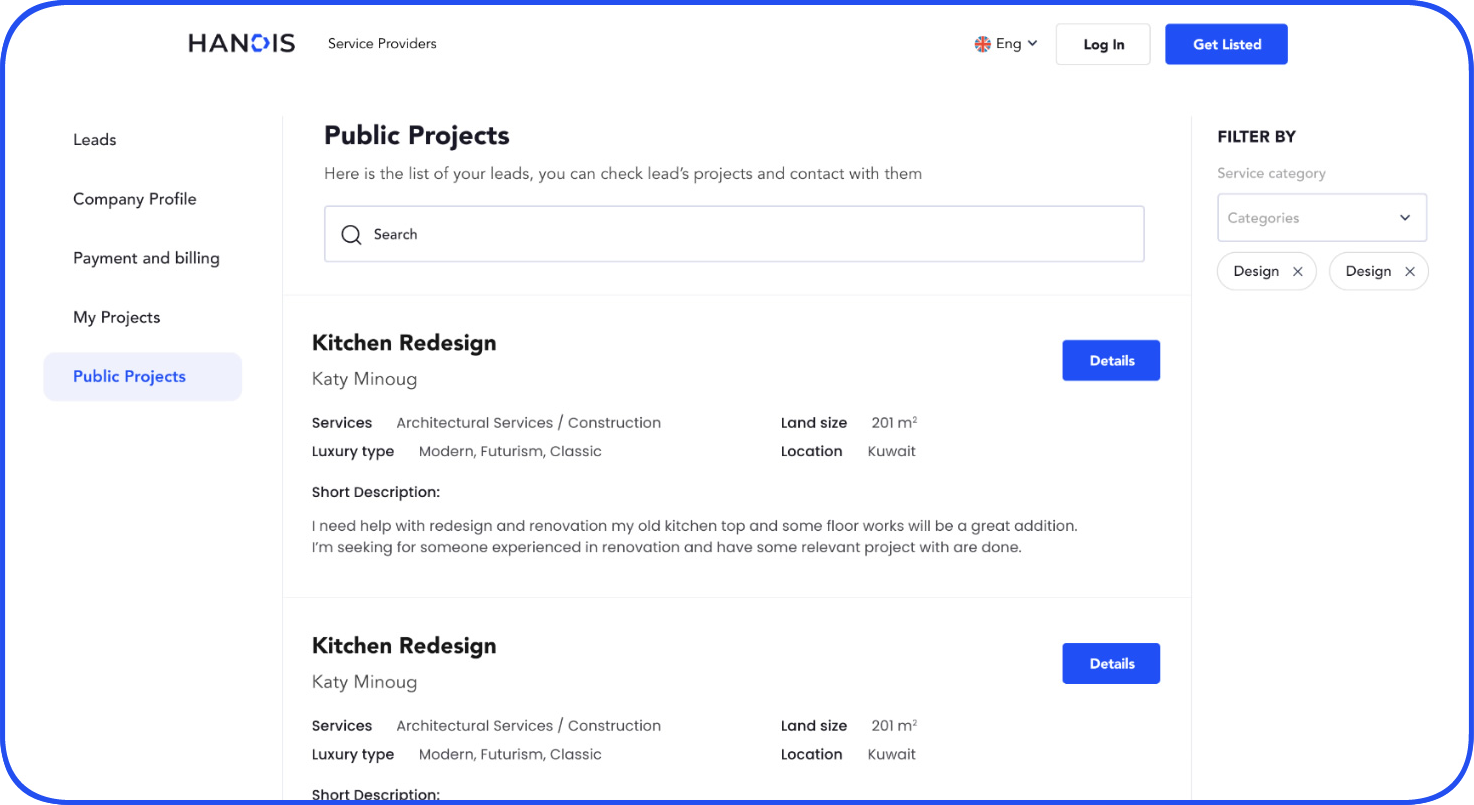 HANOIS
Service Providers
Eng
Log In
Get Listed
Leads
Company Profile
Payment and billing
My Projects
Public Projects
Public Projects
Here is the list of your leads, you can check lead's projects and contact with them
Search
Kitchen Redesign
Details
Katy Minoug
Services Architectural Services / Construction Land size 201 m²
Luxury type Modern, Futurism, Classic Location Kuwait
Short Description:
I need help with redesign and renovation my old kitchen top and some floor works will be a great addition.
I'm seeking for someone experienced in renovation and have some relevant project with are done.
Kitchen Redesign
Details
Katy Minoug
Services Architectural Services / Construction Land size 201 m²
Luxury type Modern, Futurism, Classic Location Kuwait
Short Description:
FILTER BY
Service category
Categories
Design
Design